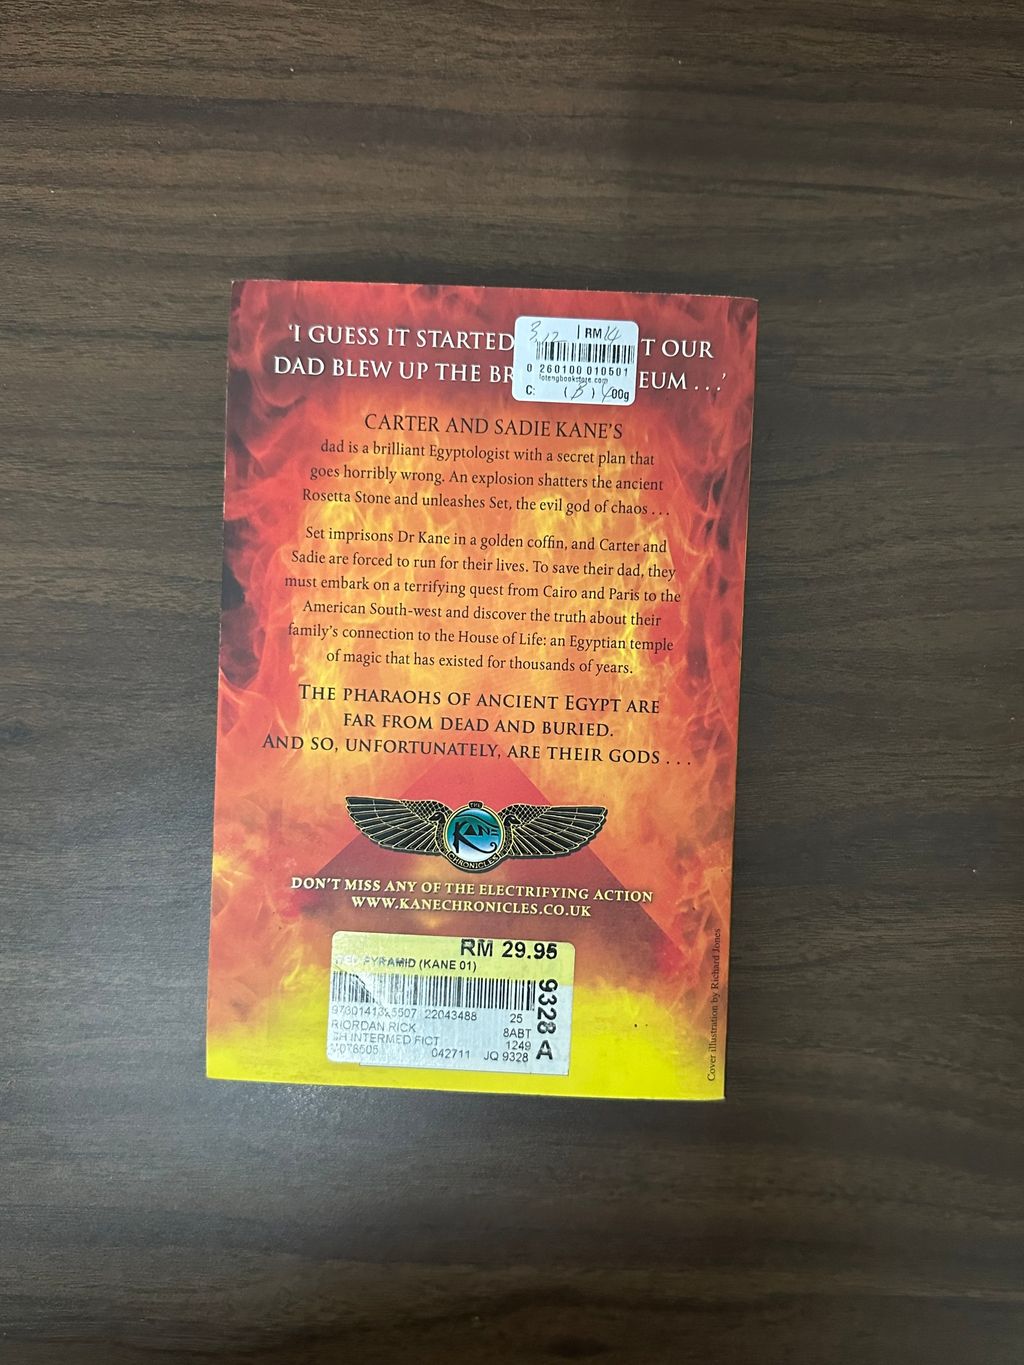 'I GUESS IT STARTED T OUR
DAD BLEW UP THE BR EUM . . .'
RM
0 260100 010501
lotengbookstore.com
C: 00g
CARTER AND SADIE KANE'S
dad is a brilliant Egyptologist with a secret plan that
goes horribly wrong. An explosion shatters the ancient
Rosetta Stone and unleashes Set, the evil god of chaos . . .
Set imprisons Dr Kane in a golden coffin, and Carter and
Sadie are forced to run for their lives. To save their dad, they
must embark on a terrifying quest from Cairo and Paris to the
American South-west and discover the truth about their
family's connection to the House of Life: an Egyptian temple
of magic that has existed for thousands of years.
THE PHARAOHS OF ANCIENT EGYPT ARE
FAR FROM DEAD AND BURIED.
AND SO, UNFORTUNATELY, ARE THEIR GODS . . .
THE
KANE
CHRONICLES
DON'T MISS ANY OF THE ELECTRIFYING ACTION
WWW.KANECHRONICLES.CO.UK
RM 29.95
RED PYRAMID (KANE 01)
9780141325507 22043488 25
RIORDAN RICK 8ABT
INTERMED FICT 1249
042711 JQ 9328
9328 A
Cover illustration by Richard Jones